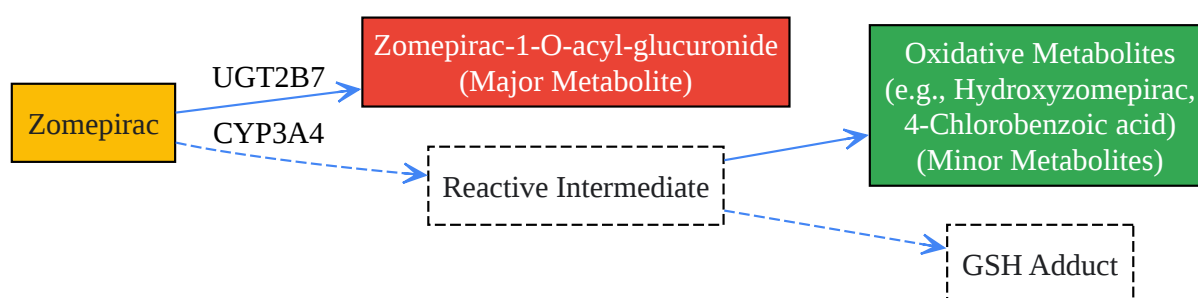 Zomepirac
UGT2B7
CYP3A4
Zomepirac-1-O-acyl-glucuronide
(Major Metabolite)
Reactive Intermediate
Oxidative Metabolites
(e.g., Hydroxyzomepirac,
4-Chlorobenzoic acid)
(Minor Metabolites)
GSH Adduct